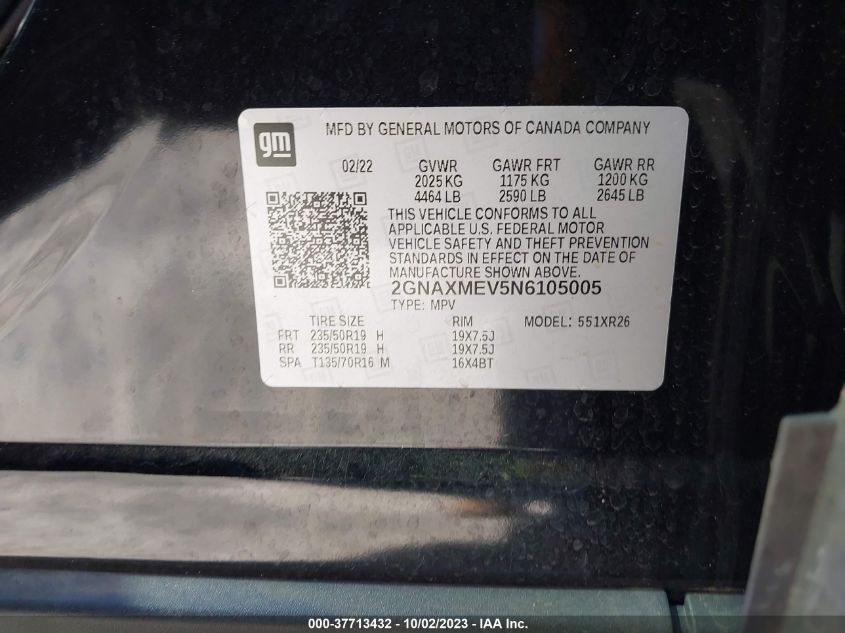 gm
MFD BY GENERAL MOTORS OF CANADA COMPANY
02/22 GVWR GAWR FRT GAWR RR
2025 KG 1175 KG 1200 KG
4464 LB 2590 LB 2645 LB
THIS VEHICLE CONFORMS TO ALL
APPLICABLE U.S. FEDERAL MOTOR
VEHICLE SAFETY AND THEFT PREVENTION
STANDARDS IN EFFECT ON THE DATE OF
MANUFACTURE SHOWN ABOVE.
2GNAXMEV5N6105005
TYPE: MPV
TIRE SIZE RIM MODEL: 551XR26
FRT 235/50R19 H 19X7.5J
RR 235/50R19 H 19X7.5J
SPA T135/70R16 M 16X4BT
000-37713432 - 10/02/2023 - IAA Inc.